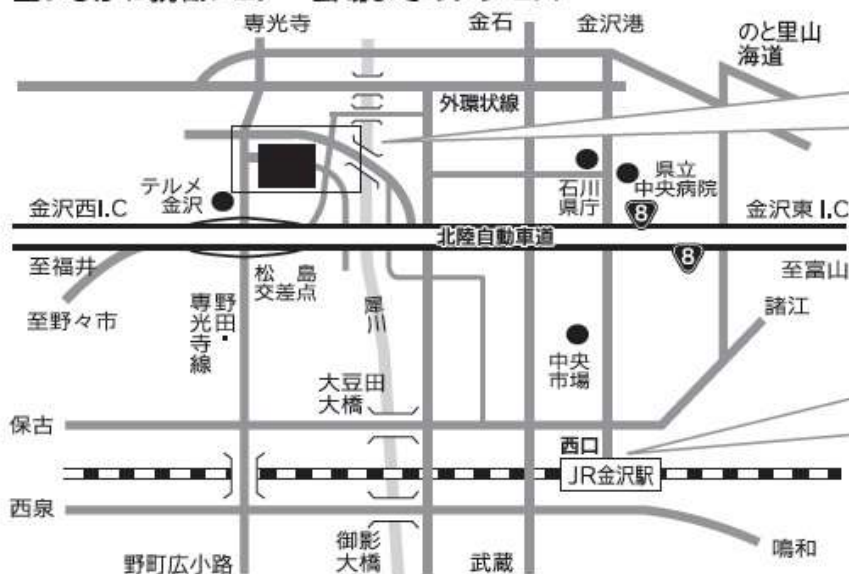 専光寺
金石
金沢港
のと里山
海道
外環状線
テルメ
金沢
石川
県庁
県立
中央病院
8
金沢西I.C
金沢東I.C
北陸自動車道
8
至福井
至富山
松島
交差点
至野々市
野田・
専光寺線
犀川
諸江
中央
市場
大豆田
大橋
保古
西口
JR金沢駅
西泉
野町広小路
御影
大橋
武蔵
鳴和